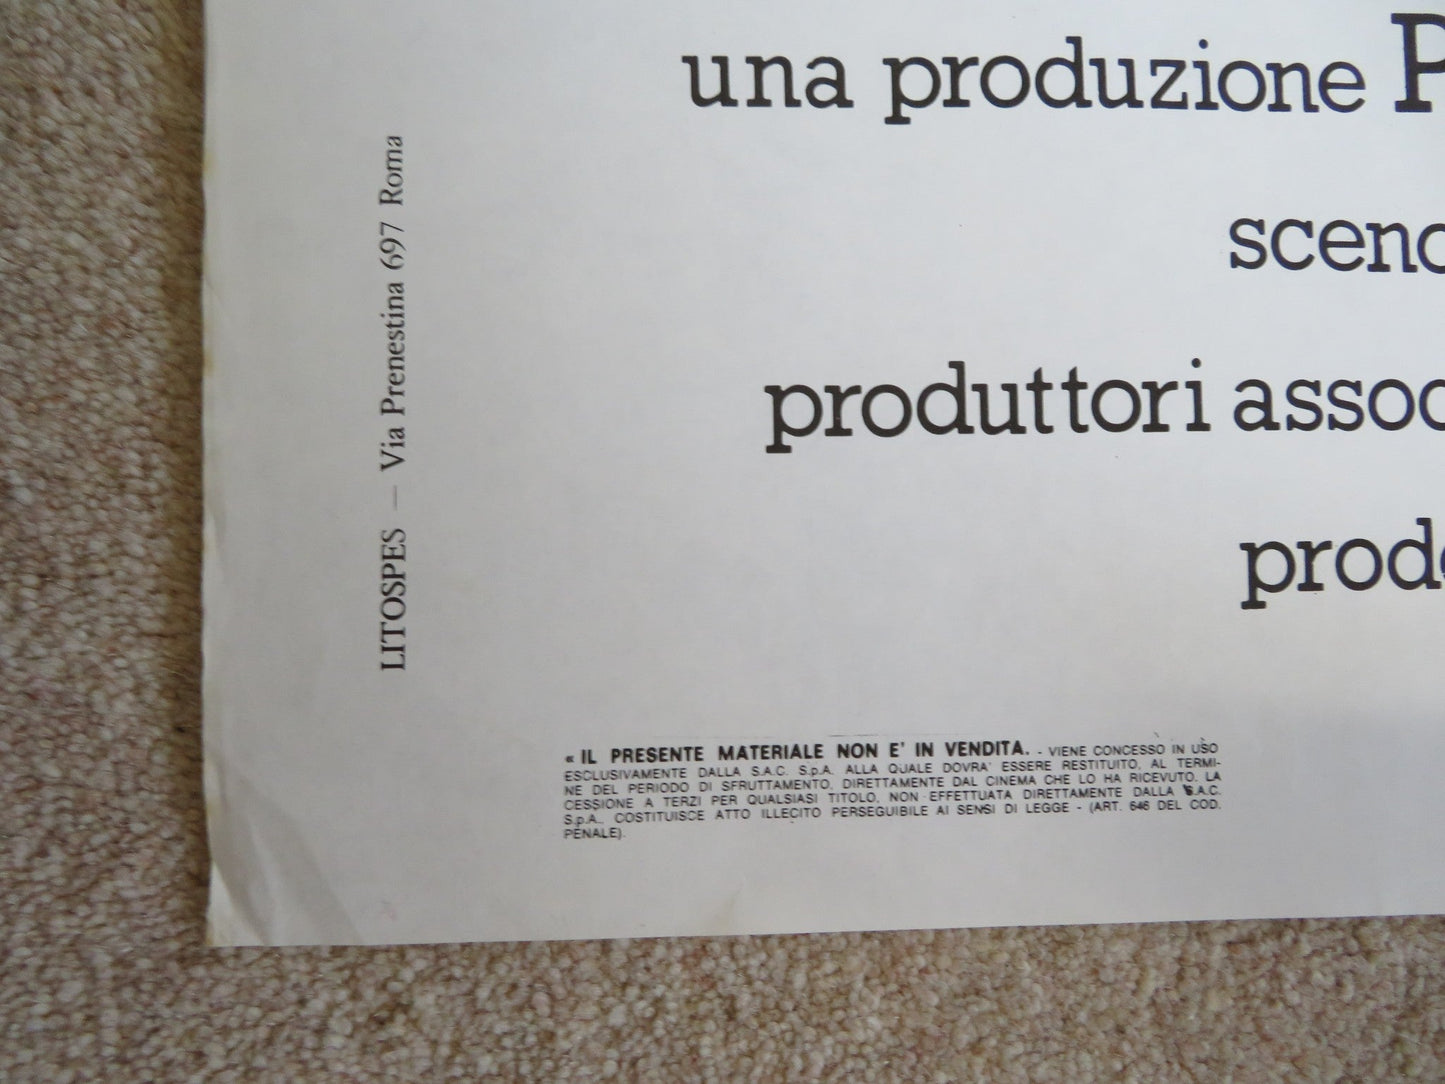 una produzione
produttori
LITOSPES — Via Prenestina 697 Roma
« IL PRESENTE MATERIALE NON E' IN VENDITA. - VIENE CONCESSO IN USO
ESCLUSIVAMENTE DALLA S.A.C. S.p.A. ALLA QUALE DOVRA' ESSERE RESTITUITO, AL TERMI-
NE DEL PERIODO DI SFRUTTAMENTO, DIRETTAMENTE DAL CINEMA CHE LO HA RICEVUTO. LA
CESSIONE A TERZI PER QUALSIASI TITOLO, NON EFFETTUATA DIRETTAMENTE DALLA S.A.C.
S.p.A., COSTITUISCE ATTO ILLECITO PERSEGUIBILE AI SENSI DI LEGGE - (ART. 646 DEL COD.
PENALE).